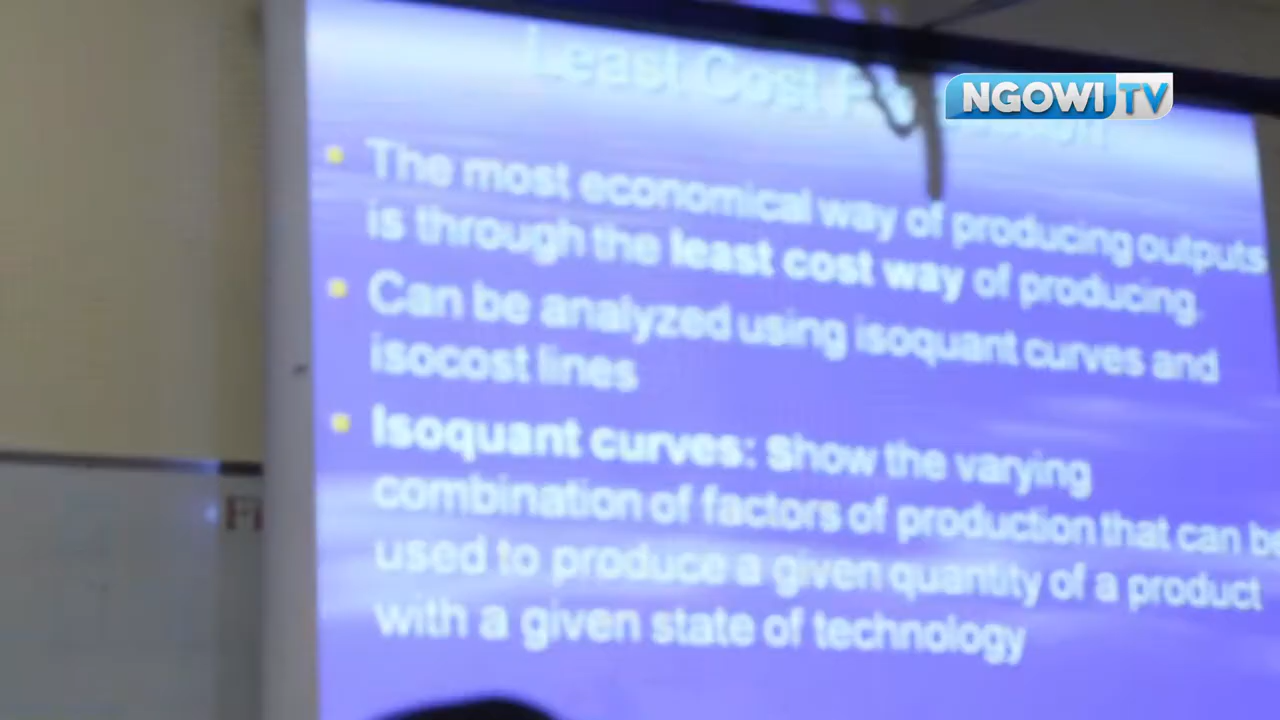 Least Cost
NGOWI TV
The most economical way of producing outputs
is through the least cost way of producing.
Can be analyzed using isoquant curves and
isocost lines
Isoquant curves: Show the varying
combination of factors of production that can be
used to produce a given quantity of a product
with a given state of technology